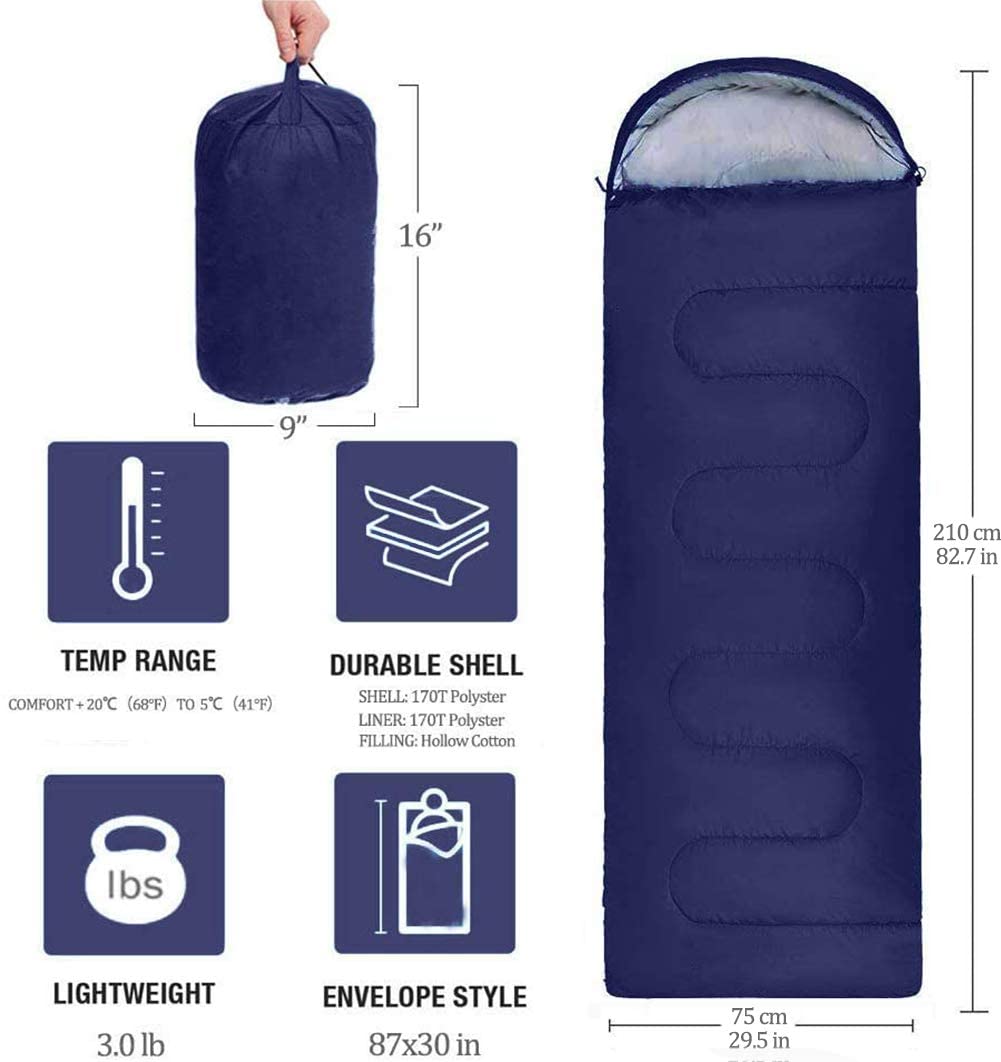 16”
9”
TEMP RANGE
COMFORT + 20℃（68°F）TO 5℃（41°F）
DURABLE SHELL
SHELL: 170T Polyster
LINER: 170T Polyster
FILLING: Hollow Cotton
lbs
LIGHTWEIGHT
3.0 lb
ENVELOPE STYLE
87x30 in
210 cm
82.7 in
75 cm
29.5 in